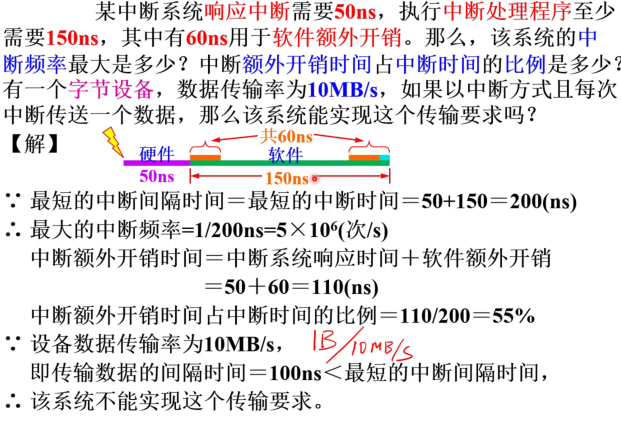 某中断系统响应中断需要50ns，执行中断处理程序至少
需要150ns，其中有60ns用于软件额外开销。那么，该系统的中
断频率最大是多少？中断额外开销时间占中断时间的比例是多少？
有一个字节设备，数据传输率为10MB/s，如果以中断方式且每次
中断传送一个数据，那么该系统能实现这个传输要求吗？
【解】
共60ns
硬件 软件
50ns 150ns
∵ 最短的中断间隔时间＝最短的中断时间＝50+150＝200(ns)
∴ 最大的中断频率=1/200ns=5×10⁶(次/s)
中断额外开销时间＝中断系统响应时间＋软件额外开销
＝50＋60＝110(ns)
中断额外开销时间占中断时间的比例＝110/200＝55%
∵ 设备数据传输率为10MB/s， 1B/10MB/S
即传输数据的间隔时间＝100ns＜最短的中断间隔时间，
∴ 该系统不能实现这个传输要求。